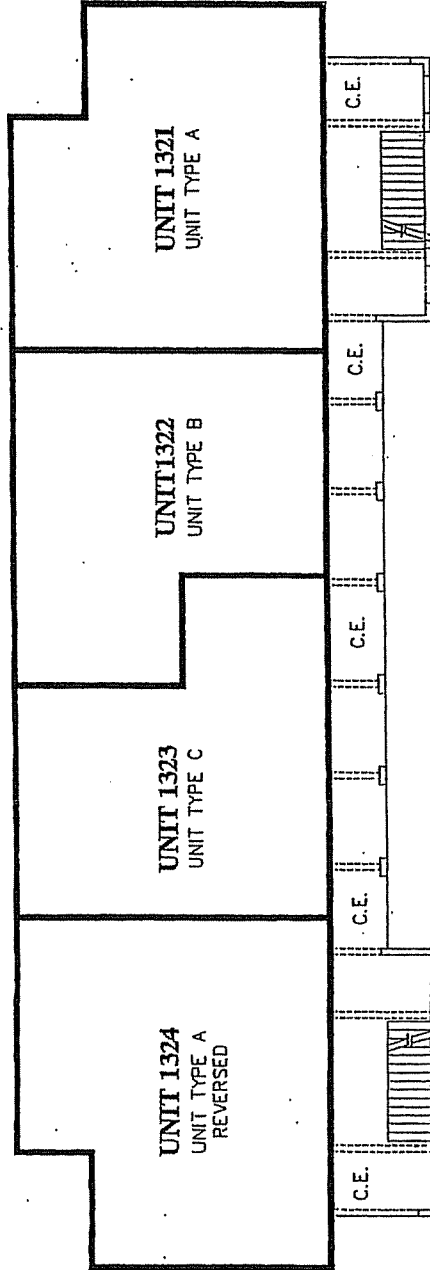 UNIT 1324
UNIT TYPE A
REVERSED
UNIT 1323
UNIT TYPE C
UNIT1322
UNIT TYPE B
UNIT 1321
UNIT TYPE A
C.E.
C.E.
C.E.
C.E.
C.E.